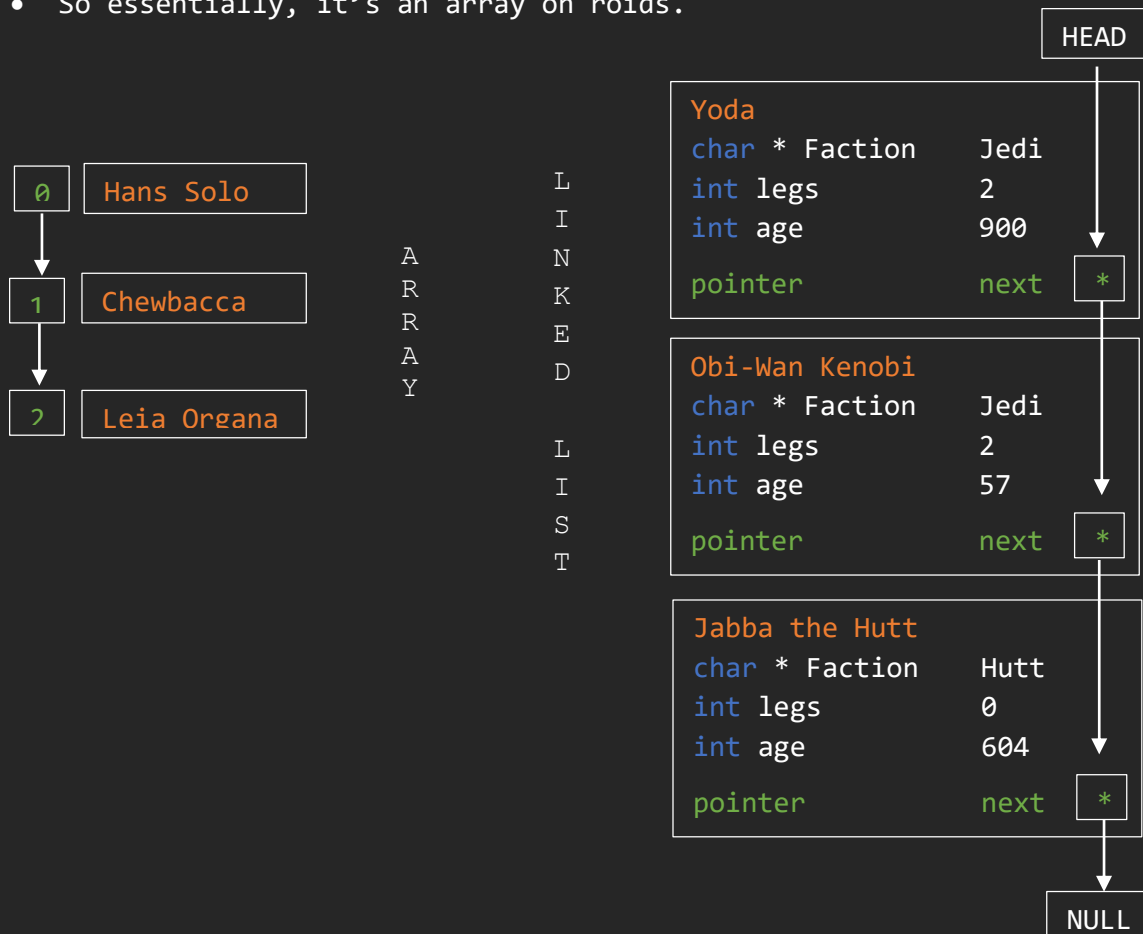 • So essentially, it's an array on roids.
HEAD
0 Hans Solo
1 Chewbacca
2 Leia Organa
ARRAY
LINKED LIST
Yoda
char * Faction Jedi
int legs 2
int age 900
pointer next *
Obi-Wan Kenobi
char * Faction Jedi
int legs 2
int age 57
pointer next *
Jabba the Hutt
char * Faction Hutt
int legs 0
int age 604
pointer next *
NULL